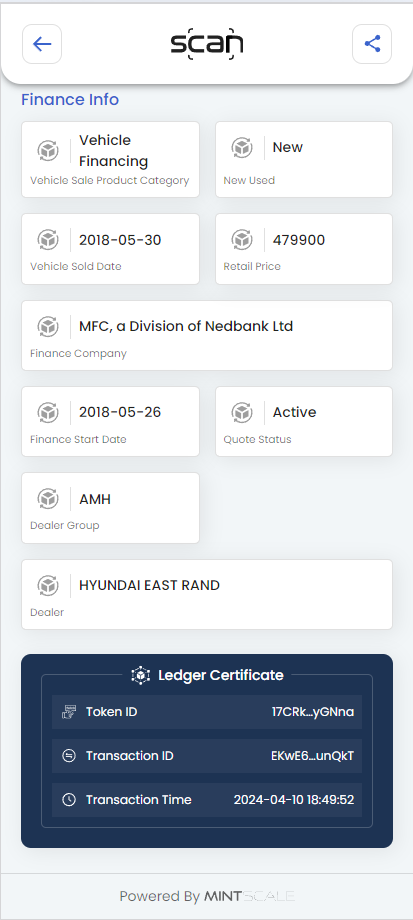 scan
Finance Info
Vehicle
Financing
Vehicle Sale Product Category
New
New Used
2018-05-30
Vehicle Sold Date
479900
Retail Price
MFC, a Division of Nedbank Ltd
Finance Company
2018-05-26
Finance Start Date
Active
Quote Status
AMH
Dealer Group
HYUNDAI EAST RAND
Dealer
Ledger Certificate
Token ID 17CRk...yGNna
Transaction ID EKwE6...unQkT
Transaction Time 2024-04-10 18:49:52
Powered By MINTSCALE